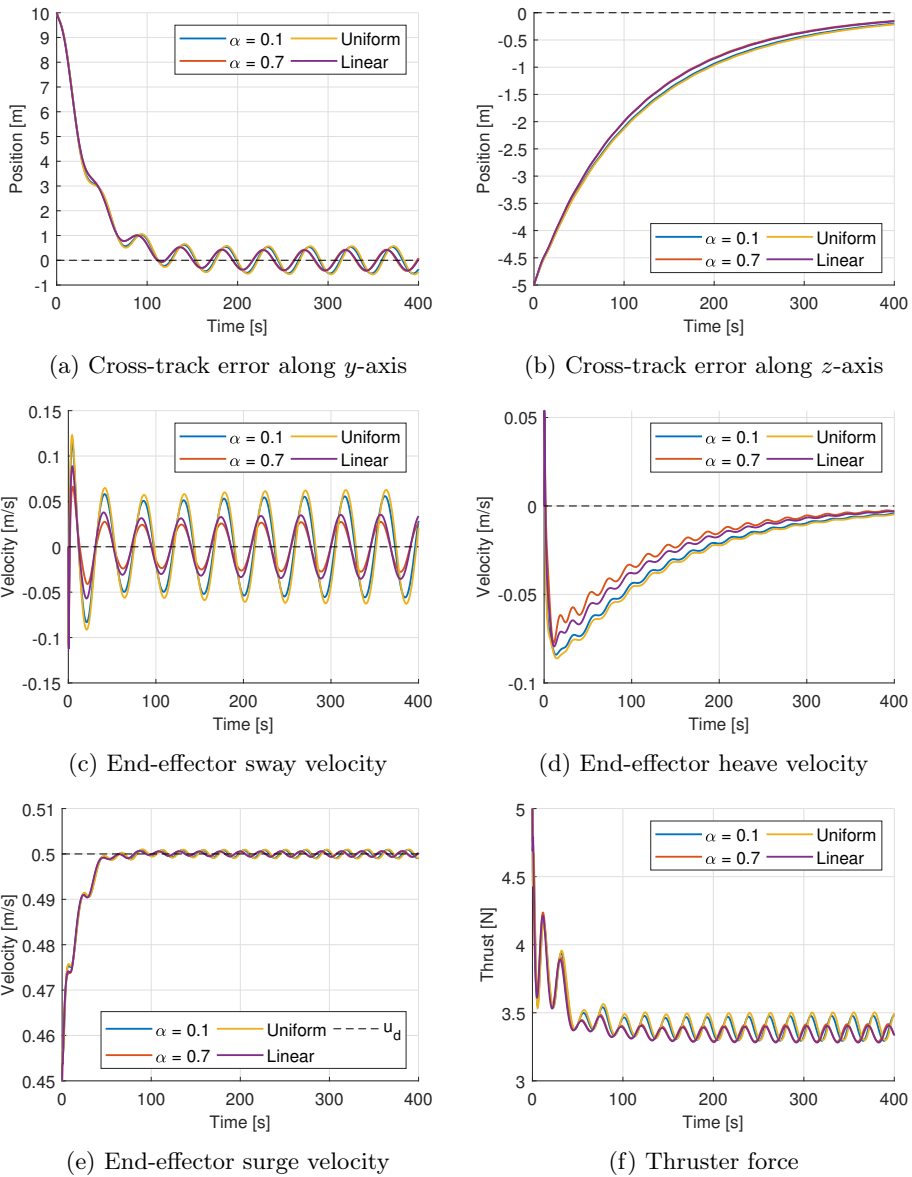 10
9
8
7
6
5
4
3
2
1
0
-1
Position [m]
α = 0.1
Uniform
α = 0.7
Linear
0
100
200
300
400
Time [s]
(a) Cross-track error along y-axis
0
-0.5
-1
-1.5
-2
-2.5
-3
-3.5
-4
-4.5
-5
Position [m]
α = 0.1
Uniform
α = 0.7
Linear
0
100
200
300
400
Time [s]
(b) Cross-track error along z-axis
0.15
0.1
0.05
0
-0.05
-0.1
-0.15
Velocity [m/s]
α = 0.1
Uniform
α = 0.7
Linear
0
100
200
300
400
Time [s]
(c) End-effector sway velocity
0.05
0
-0.05
-0.1
Velocity [m/s]
α = 0.1
Uniform
α = 0.7
Linear
0
100
200
300
400
Time [s]
(d) End-effector heave velocity
0.51
0.5
0.49
0.48
0.47
0.46
0.45
Velocity [m/s]
α = 0.1
Uniform
u_d
α = 0.7
Linear
0
100
200
300
400
Time [s]
(e) End-effector surge velocity
5
4.5
4
3.5
3
Thrust [N]
α = 0.1
Uniform
α = 0.7
Linear
0
100
200
300
400
Time [s]
(f) Thruster force